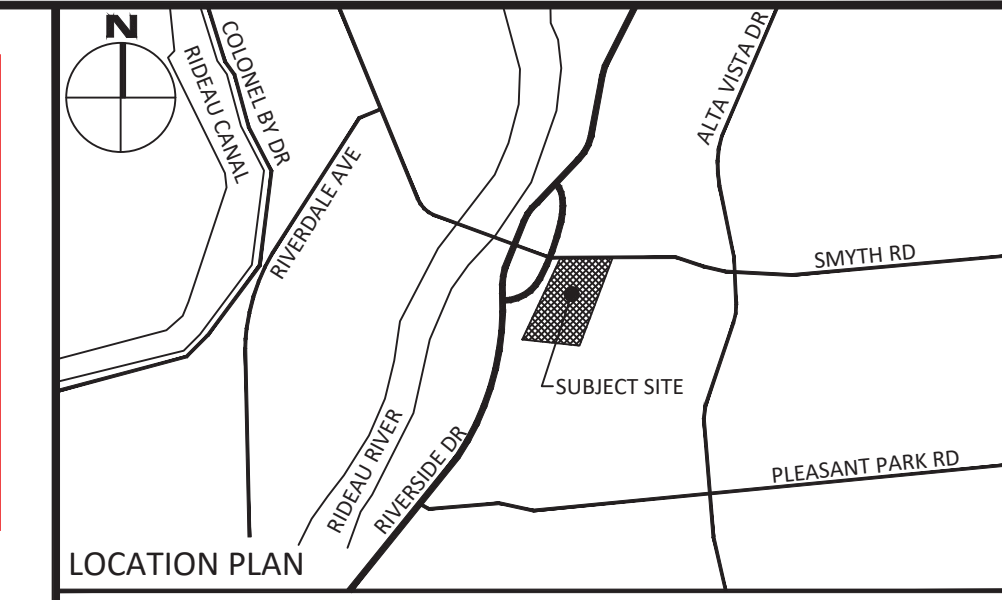 N
COLONEL BY DR
RIDEAU CANAL
RIVERDALE AVE
ALTA VISTA DR
SMYTH RD
SUBJECT SITE
RIDEAU RIVER
RIVERSIDE DR
PLEASANT PARK RD
LOCATION PLAN